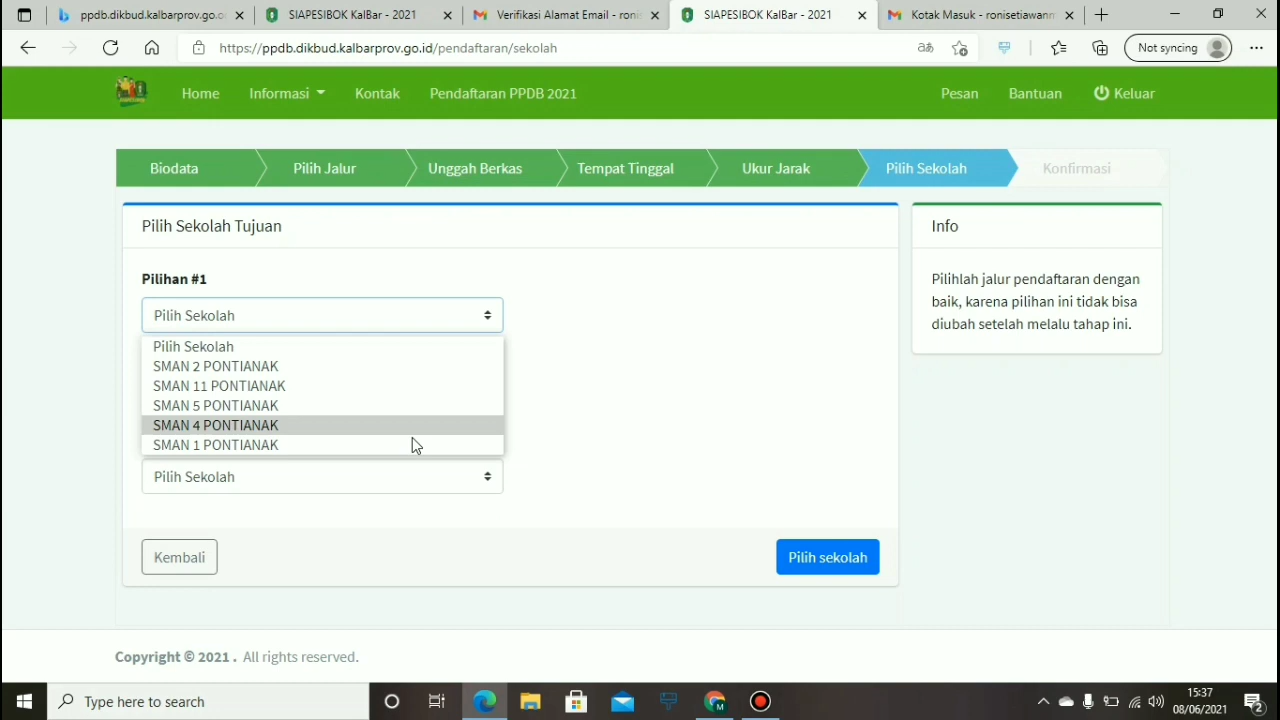 ppdb.dikbud.kalbarprov.go.
SIAPESIBOK KalBar - 2021
Verifikasi Alamat Email - roni
SIAPESIBOK KalBar - 2021
Kotak Masuk - ronisetiawanm
https://ppdb.dikbud.kalbarprov.go.id/pendaftaran/sekolah
Not syncing
Home
Informasi
Kontak
Pendaftaran PPDB 2021
Pesan
Bantuan
Keluar
Biodata
Pilih Jalur
Unggah Berkas
Tempat Tinggal
Ukur Jarak
Pilih Sekolah
Konfirmasi
Pilih Sekolah Tujuan
Pilihan #1
Pilih Sekolah
Pilih Sekolah
SMAN 2 PONTIANAK
SMAN 11 PONTIANAK
SMAN 5 PONTIANAK
SMAN 4 PONTIANAK
SMAN 1 PONTIANAK
Pilih Sekolah
Kembali
Pilih sekolah
Info
Pilihlah jalur pendaftaran dengan
baik, karena pilihan ini tidak bisa
diubah setelah melalu tahap ini.
Copyright © 2021 . All rights reserved.
Type here to search
15:37
08/06/2021